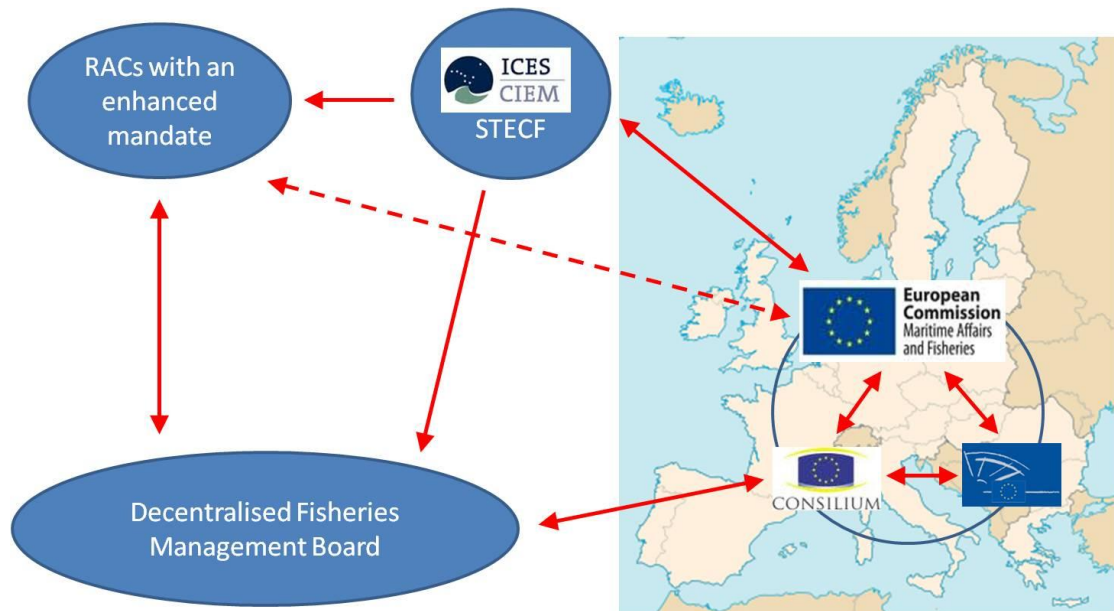 RACs with an
enhanced
mandate
ICES
CIEM
STECF
European
Commission
Maritime Affairs
and Fisheries
CONSILIUM
Decentralised Fisheries
Management Board